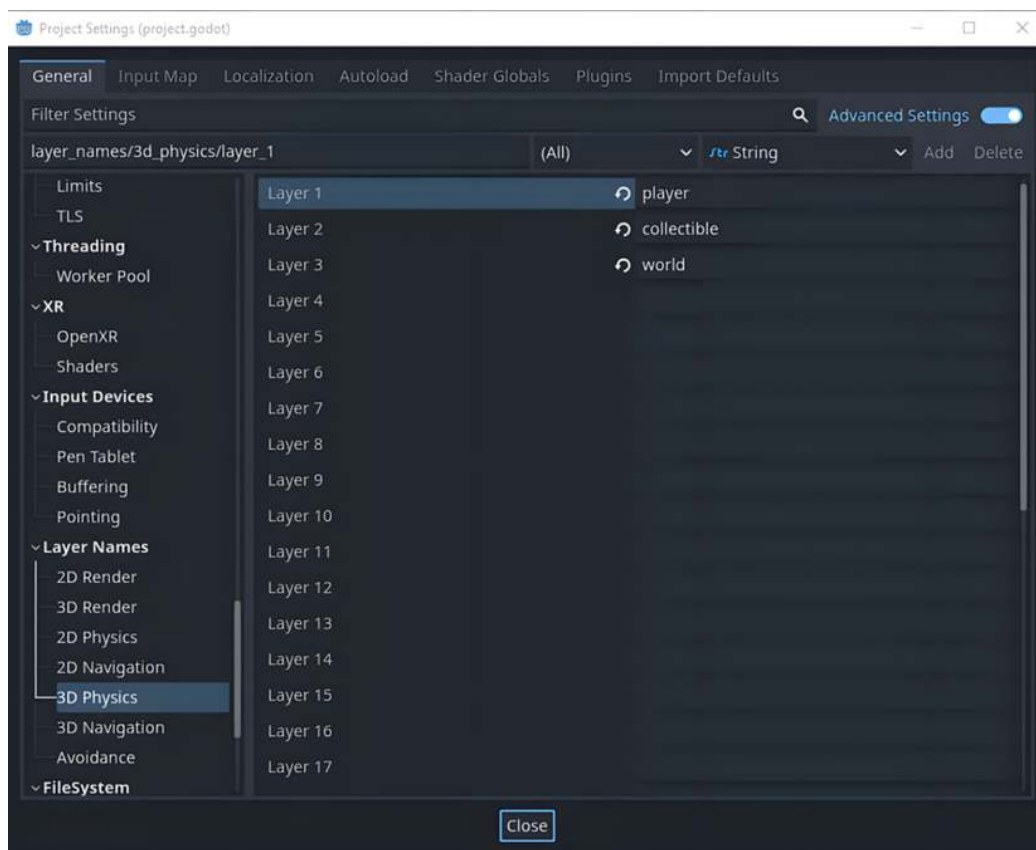 Project Settings (project.godot)
General Input Map Localization Autoload Shader Globals Plugins Import Defaults
Filter Settings Advanced Settings
layer_names/3d_physics/layer_1 (All) Str String Add Delete
Limits
TLS
Threading
Worker Pool
XR
OpenXR
Shaders
Input Devices
Compatibility
Pen Tablet
Buffering
Pointing
Layer Names
2D Render
3D Render
2D Physics
2D Navigation
3D Physics
3D Navigation
Avoidance
FileSystem
Layer 1 player
Layer 2 collectible
Layer 3 world
Layer 4
Layer 5
Layer 6
Layer 7
Layer 8
Layer 9
Layer 10
Layer 11
Layer 12
Layer 13
Layer 14
Layer 15
Layer 16
Layer 17
Close